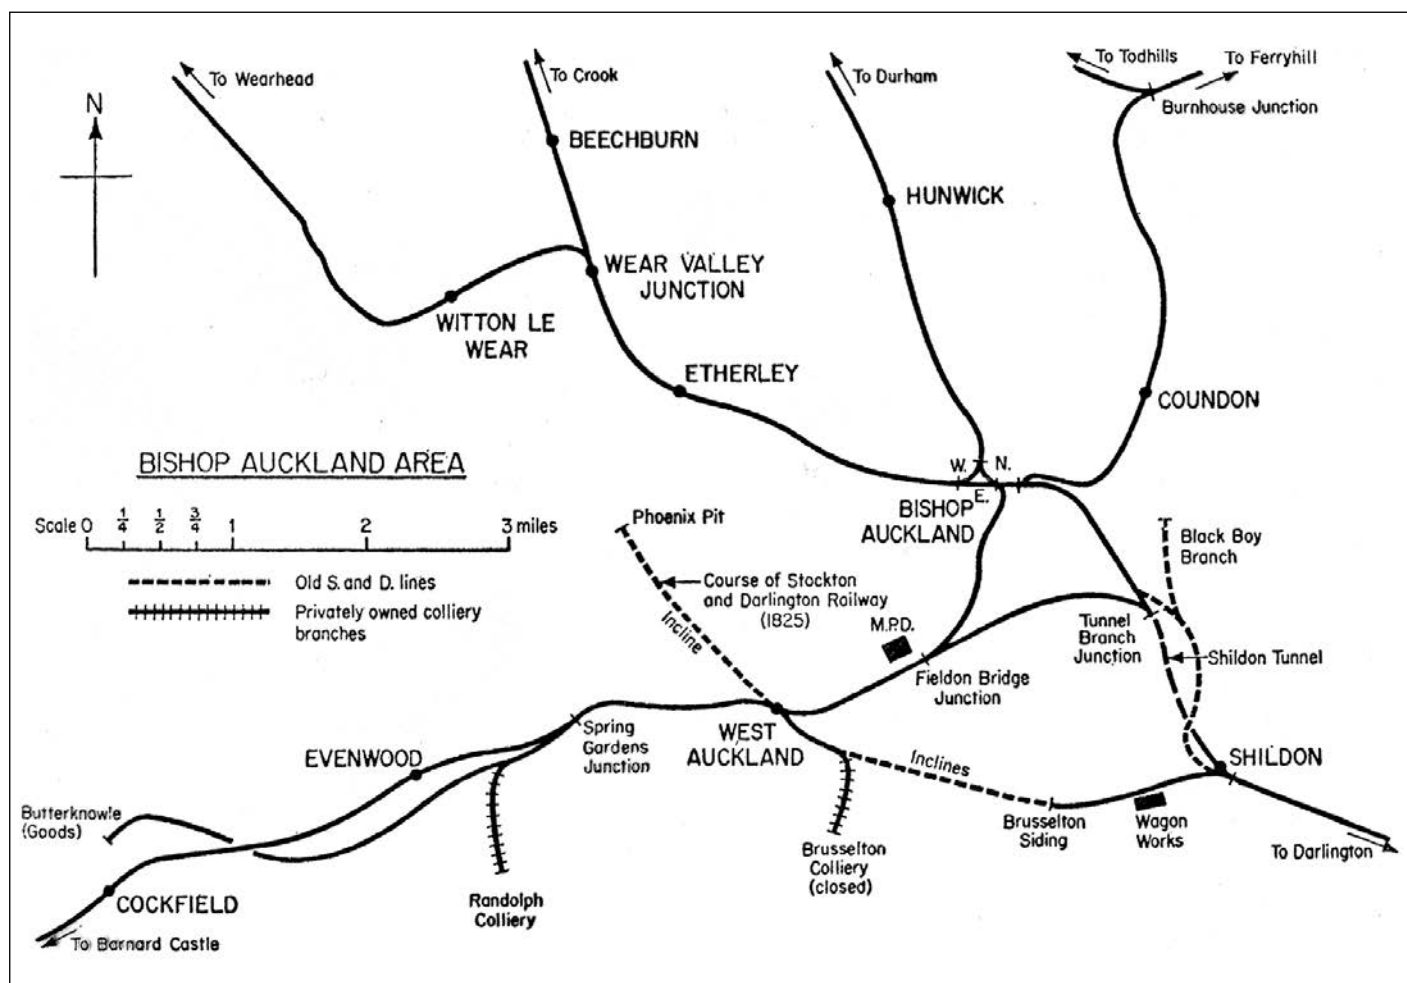 To Wearhead
To Crook
To Durham
To Todhills
To Ferryhill
Burnhouse Junction
N
BEECHBURN
HUNWICK
WEAR VALLEY
JUNCTION
WITTON LE
WEAR
ETHERLEY
COUNDON
BISHOP AUCKLAND AREA
W.
N.
E.
BISHOP
AUCKLAND
Scale 0 1/4 1/2 3/4 1 2 3 miles
Old S. and D. lines
Privately owned colliery
branches
Phoenix Pit
Course of Stockton
and Darlington Railway
(1825)
Incline
M.P.D.
Black Boy
Branch
Tunnel
Branch
Junction
Shildon Tunnel
Fieldon Bridge
Junction
WEST
AUCKLAND
Spring
Gardens
Junction
EVENWOOD
Inclines
SHILDON
Butterknowle
(Goods)
Brusselton
Siding
Wagon
Works
Brusselton
Colliery
(closed)
To Darlington
COCKFIELD
Randolph
Colliery
To Barnard Castle